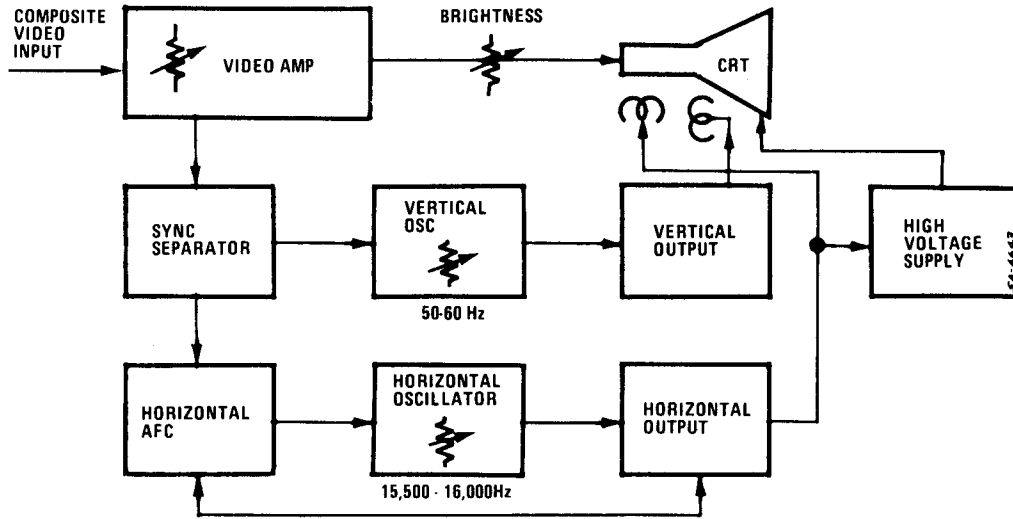 COMPOSITE
VIDEO
INPUT
VIDEO AMP
BRIGHTNESS
CRT
SYNC
SEPARATOR
VERTICAL
OSC
50-60 Hz
VERTICAL
OUTPUT
HIGH
VOLTAGE
SUPPLY
HORIZONTAL
AFC
HORIZONTAL
OSCILLATOR
15,500 - 16,000Hz
HORIZONTAL
OUTPUT